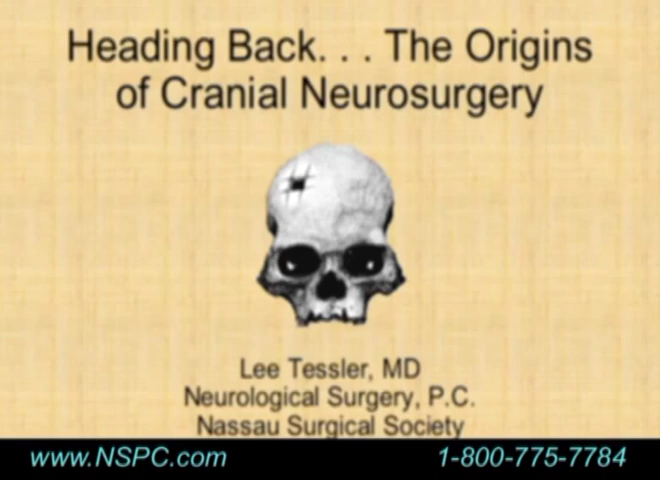 Heading Back. . . The Origins
of Cranial Neurosurgery
Lee Tessler, MD
Neurological Surgery, P.C.
Nassau Surgical Society
www.NSPC.com 1-800-775-7784